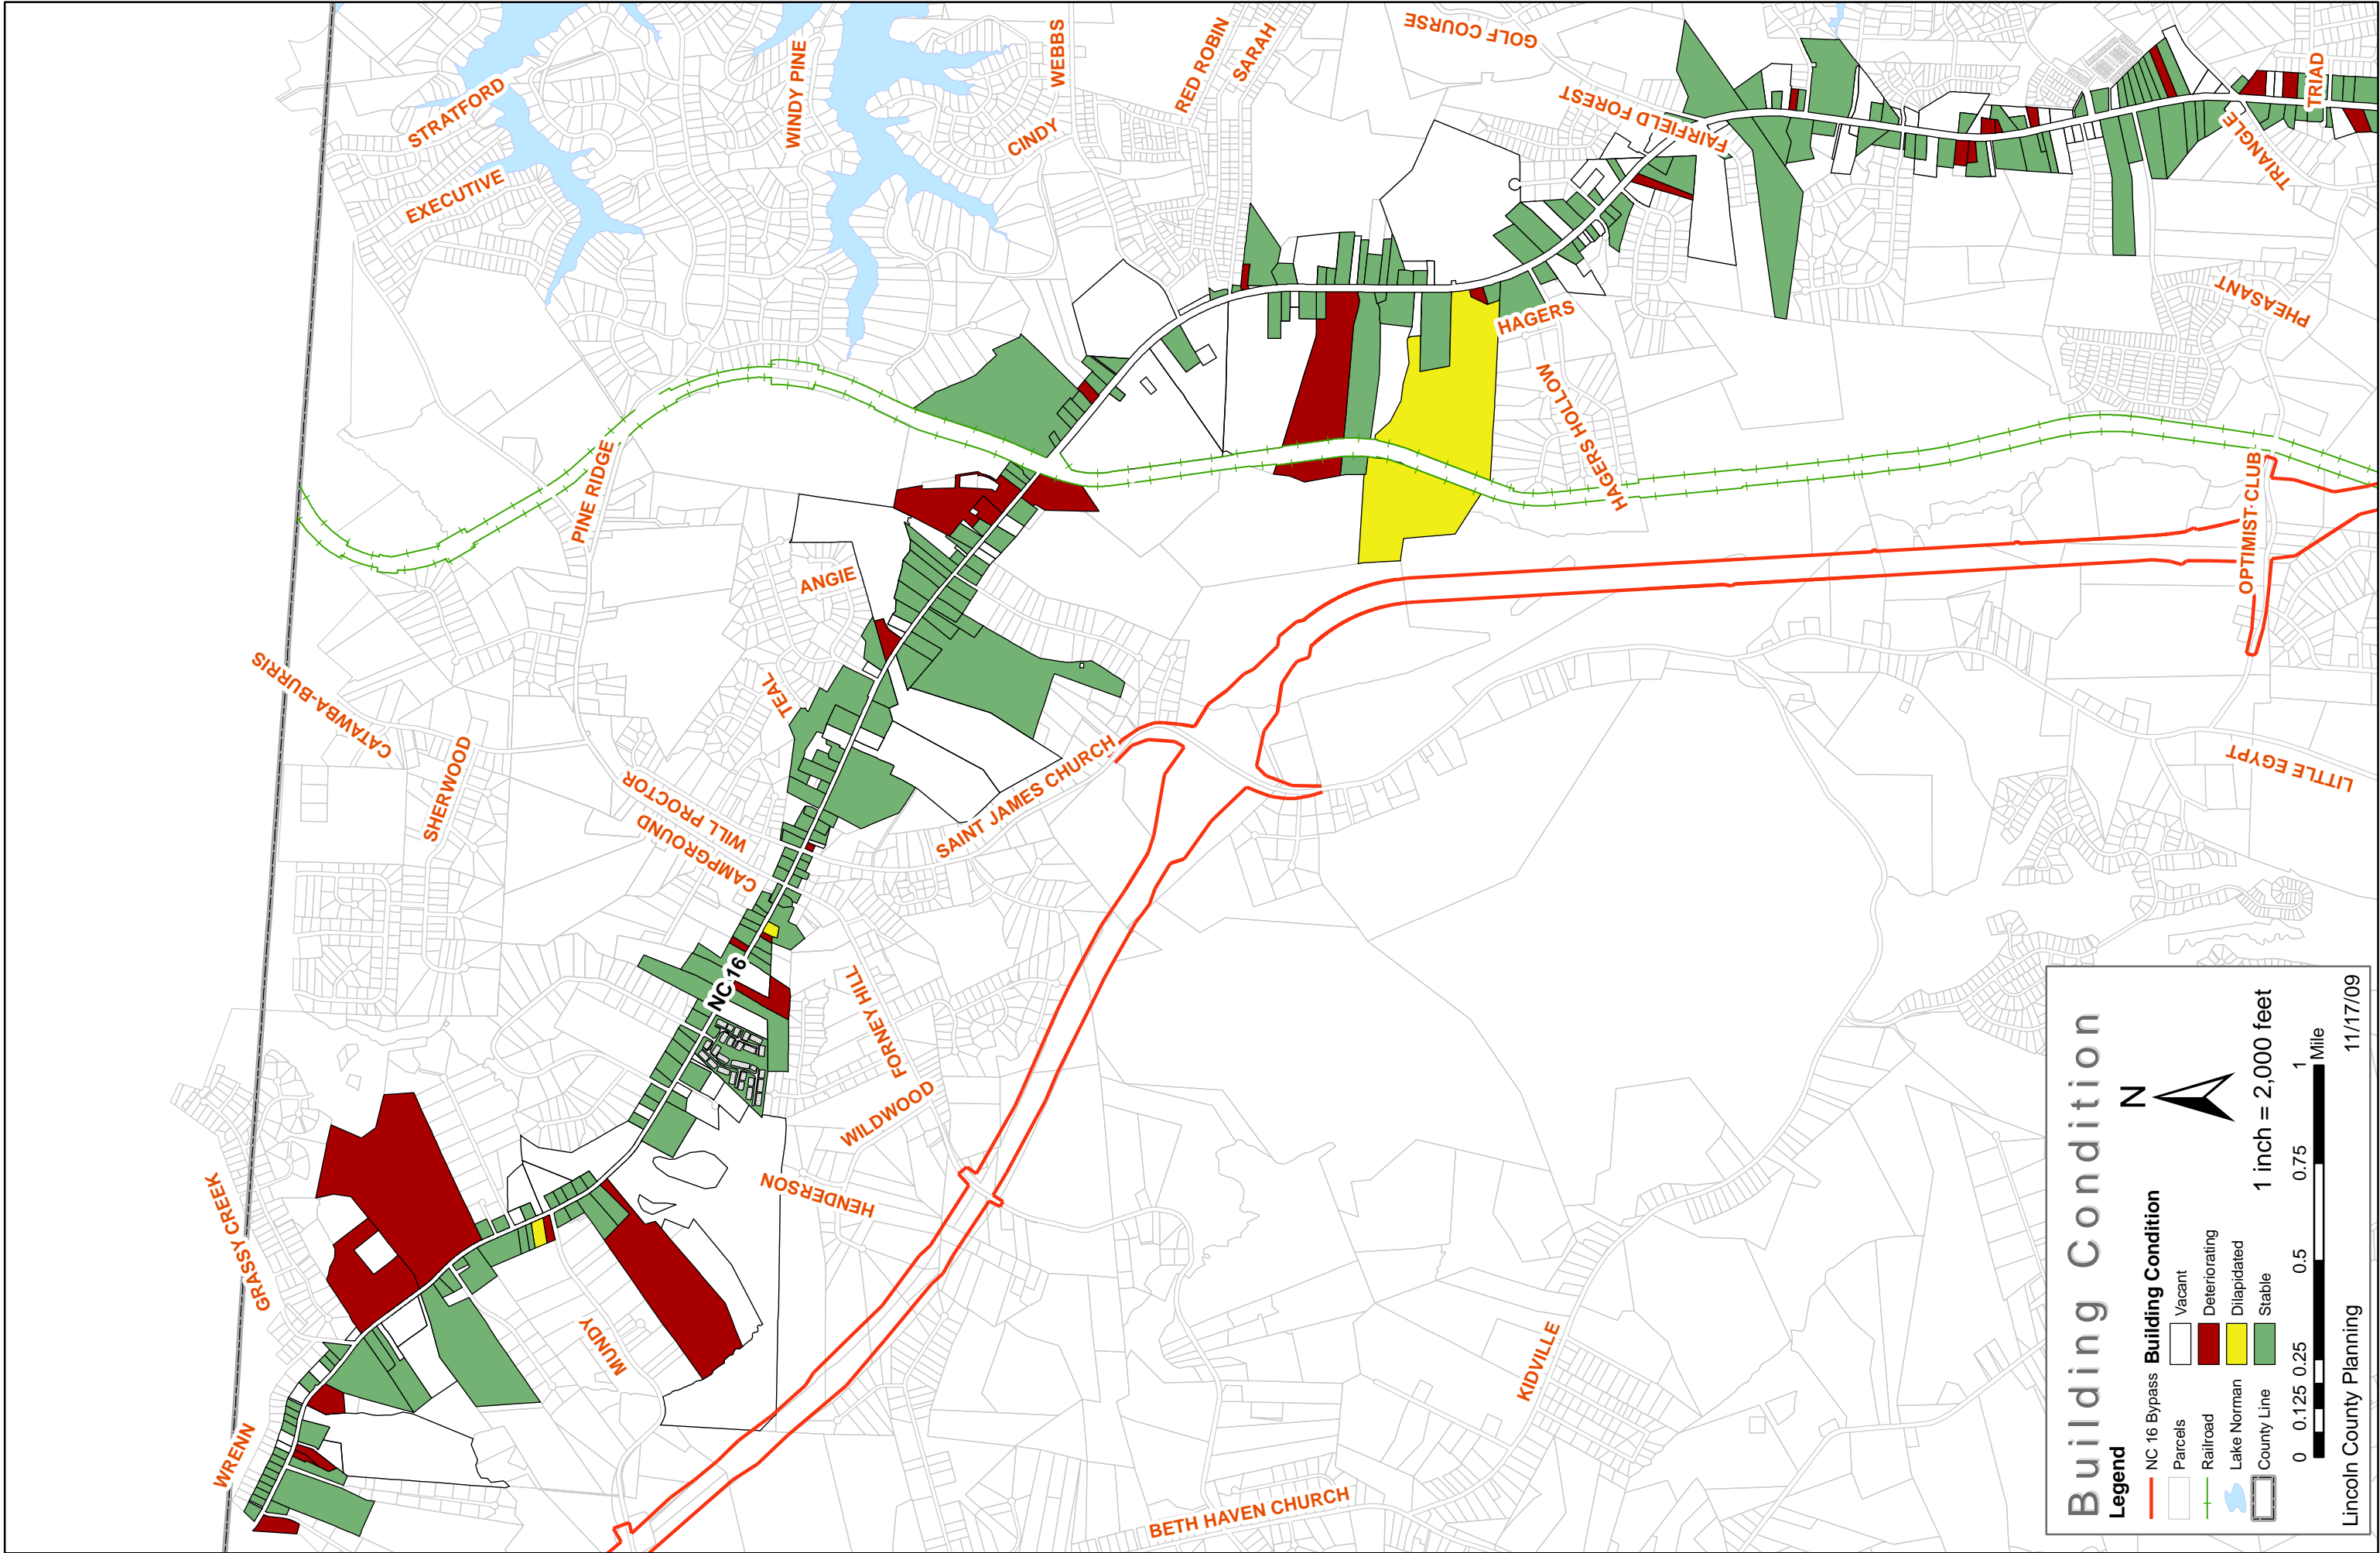 STRATFORD
EXECUTIVE
WINDY PINE
WEBBS
CINDY
RED ROBIN
SARAH
GOLF COURSE
FAIRFIELD FOREST
TRIAD
TRIANGLE
PHEASANT
HAGERS
HAGERS HOLLOW
PINE RIDGE
OPTIMIST CLUB
ANGIE
TEAL
CATAWBA-BURRIS
SHERWOOD
WILL PROCTOR
CAMPGROUND
SAINT JAMES CHURCH
LITTLE EGYPT
NC 16
FORNEY HILL
WILDWOOD
HENDERSON
GRASSY CREEK
MUNDY
WRENN
KIDVILLE
BETH HAVEN CHURCH
Building Condition
Legend
NC 16 Bypass
Parcels
Railroad
Lake Norman
County Line
Building Condition
Vacant
Deteriorating
Dilapidated
Stable
N
1 inch = 2,000 feet
0 0.125 0.25 0.5 0.75 1
Mile
Lincoln County Planning 11/17/09